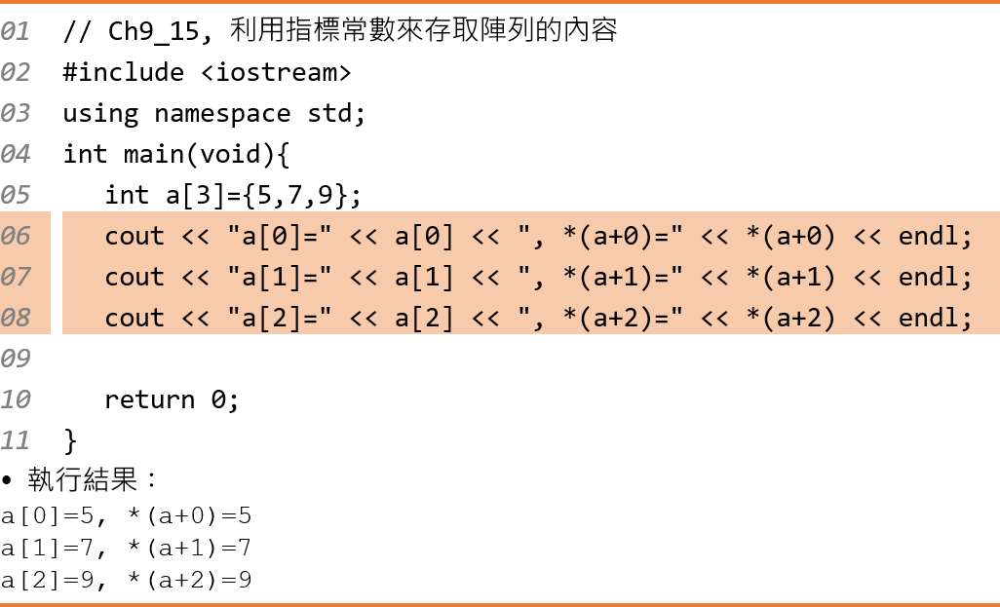 01 // Ch9_15, 利用指標常數來存取陣列的內容
02 #include <iostream>
03 using namespace std;
04 int main(void){
05    int a[3]={5,7,9};
06    cout << "a[0]=" << a[0] << ", *(a+0)=" << *(a+0) << endl;
07    cout << "a[1]=" << a[1] << ", *(a+1)=" << *(a+1) << endl;
08    cout << "a[2]=" << a[2] << ", *(a+2)=" << *(a+2) << endl;
09
10    return 0;
11 }
• 執行結果：
a[0]=5, *(a+0)=5
a[1]=7, *(a+1)=7
a[2]=9, *(a+2)=9